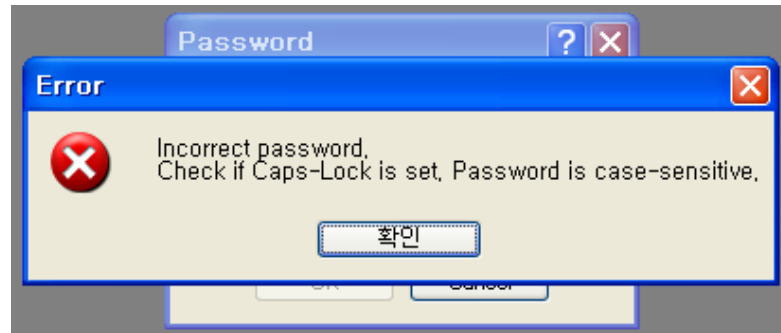 Password
Error
Incorrect password,
Check if Caps-Lock is set, Password is case-sensitive,
확인